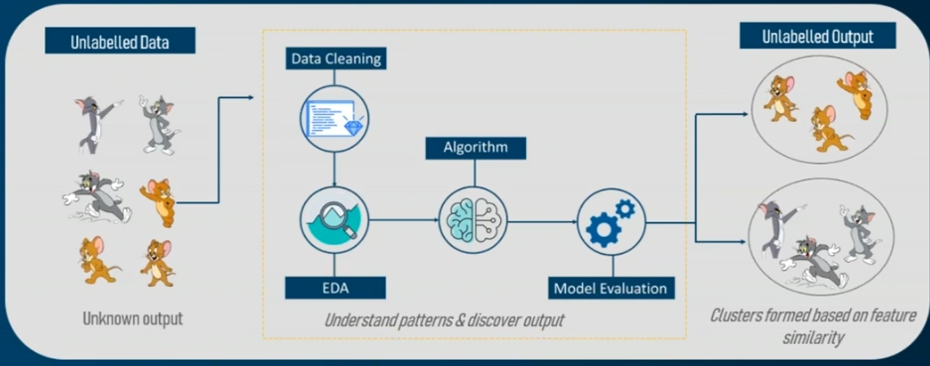 Unlabelled Data
Unknown output
Data Cleaning
EDA
Algorithm
Model Evaluation
Understand patterns & discover output
Unlabelled Output
Clusters formed based on feature
similarity